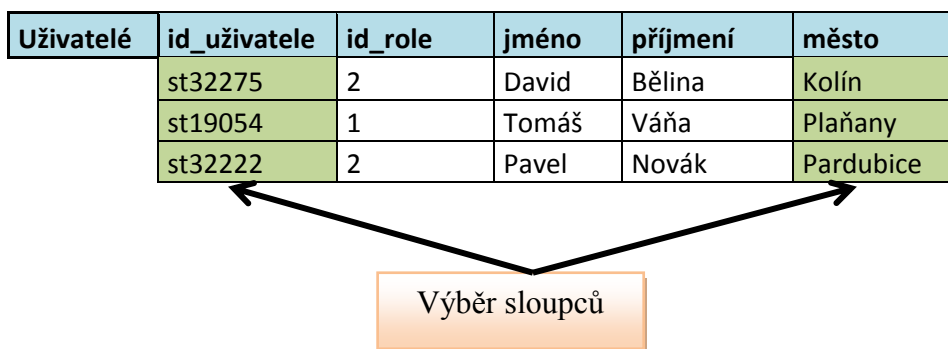 Uživatelé id_uživatele id_role jméno příjmení město
st32275 2 David Bělina Kolín
st19054 1 Tomáš Váňa Plaňany
st32222 2 Pavel Novák Pardubice
Výběr sloupců